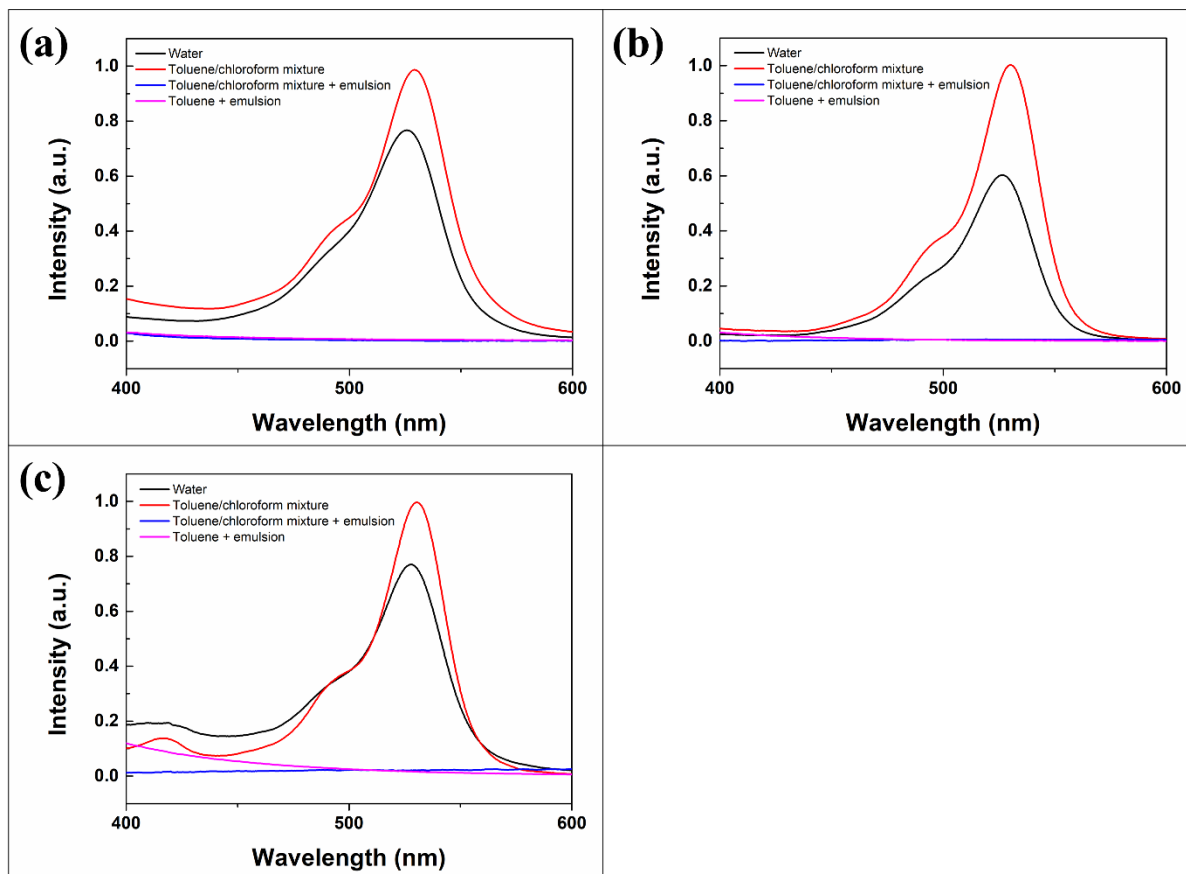 (a)
Water
Toluene/chloroform mixture
Toluene/chloroform mixture + emulsion
Toluene + emulsion
1.0
0.8
0.6
0.4
0.2
0.0
Intensity (a.u.)
400
500
600
Wavelength (nm)
(b)
Water
Toluene/chloroform mixture
Toluene/chloroform mixture + emulsion
Toluene + emulsion
1.0
0.8
0.6
0.4
0.2
0.0
Intensity (a.u.)
400
500
600
Wavelength (nm)
(c)
Water
Toluene/chloroform mixture
Toluene/chloroform mixture + emulsion
Toluene + emulsion
1.0
0.8
0.6
0.4
0.2
0.0
Intensity (a.u.)
400
500
600
Wavelength (nm)